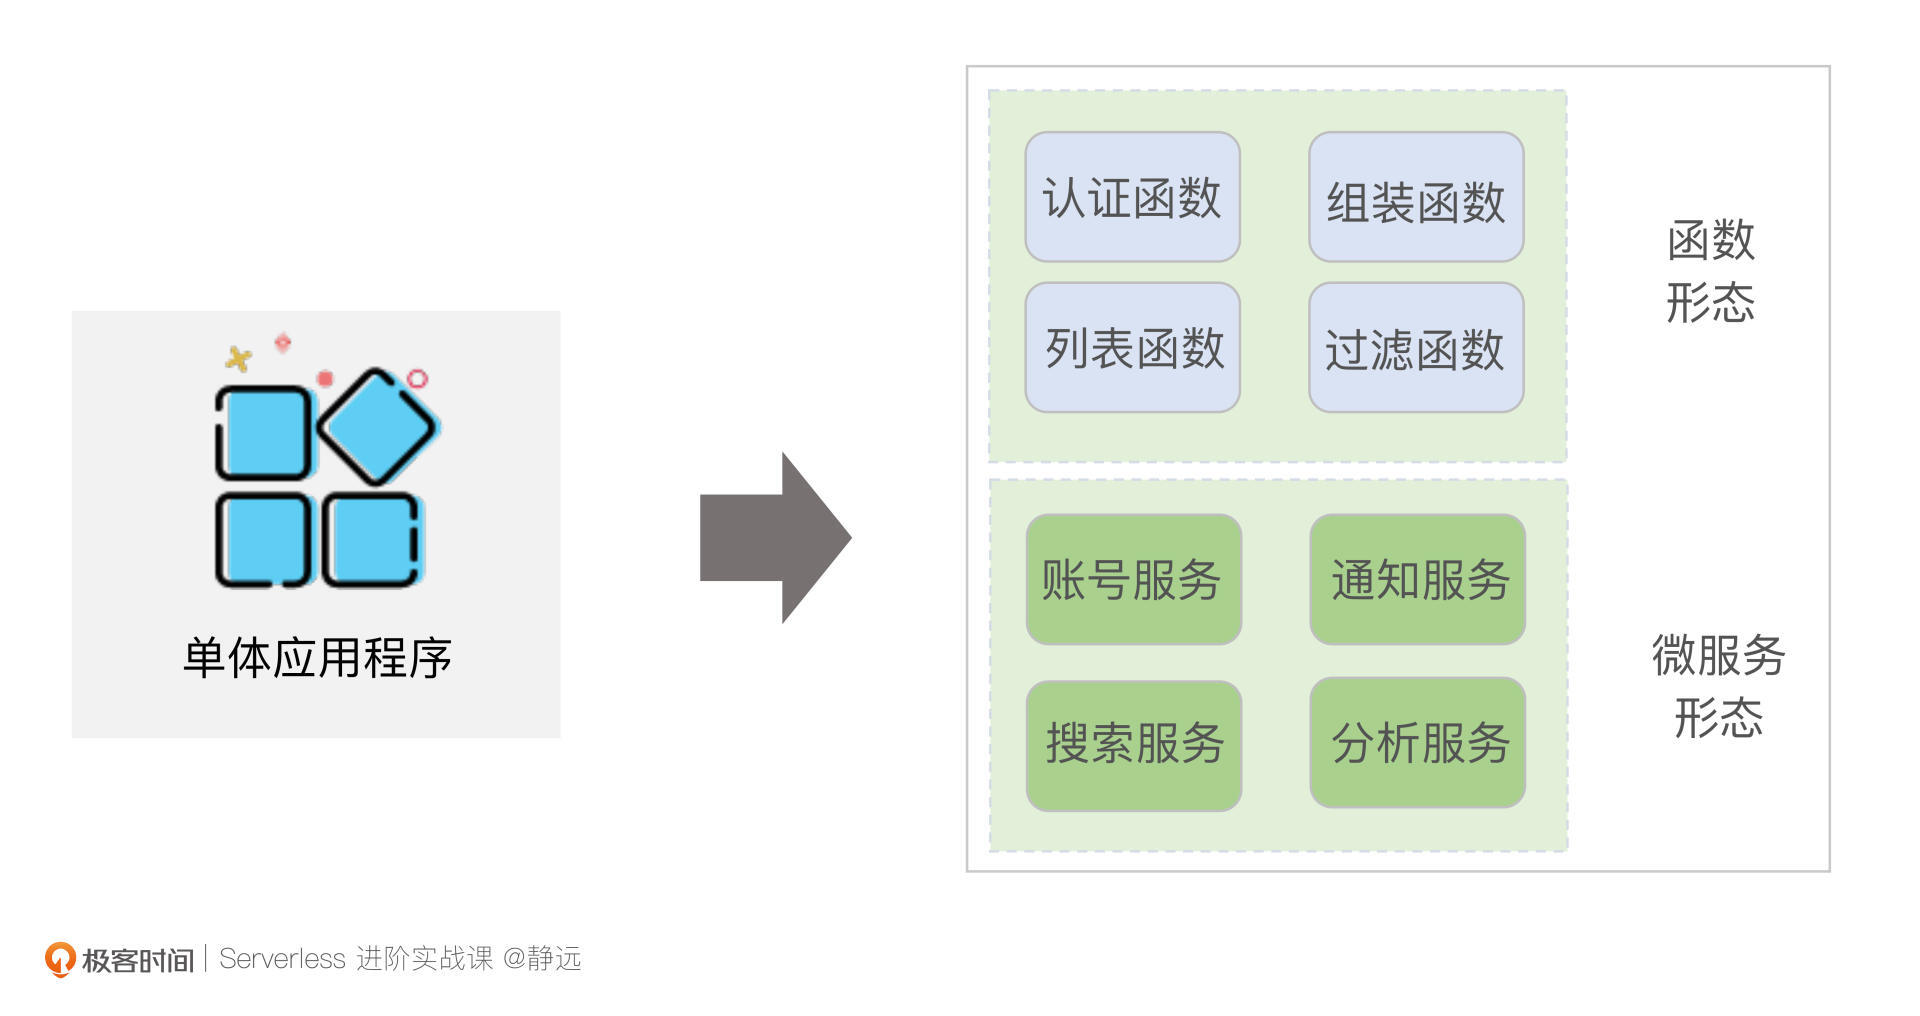 单体应用程序
认证函数
组装函数
列表函数
过滤函数
函数
形态
账号服务
通知服务
搜索服务
分析服务
微服务
形态
极客时间 | Serverless 进阶实战课 @静远